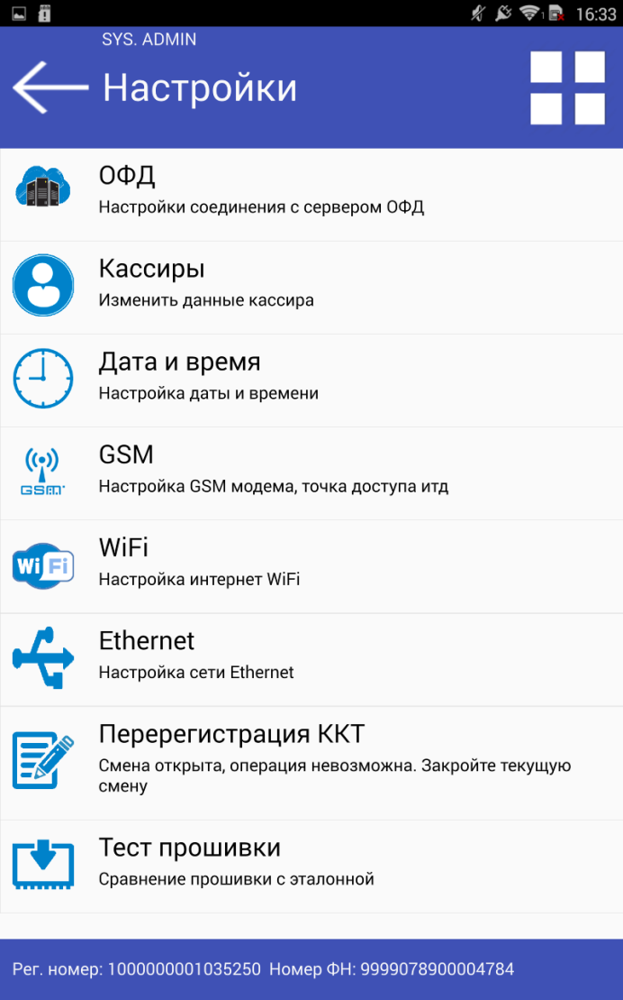 16:33
SYS. ADMIN
Настройки
ОФД
Настройки соединения с сервером ОФД
Кассиры
Изменить данные кассира
Дата и время
Настройка даты и времени
GSM
GSM
Настройка GSM модема, точка доступа итд
WiFi
WiFi
Настройка интернет WiFi
Ethernet
Настройка сети Ethernet
Перерегистрация ККТ
Смена открыта, операция невозможна. Закройте текущую
смену
Тест прошивки
Сравнение прошивки с эталонной
Рег. номер: 1000000001035250 Номер ФН: 9999078900004784